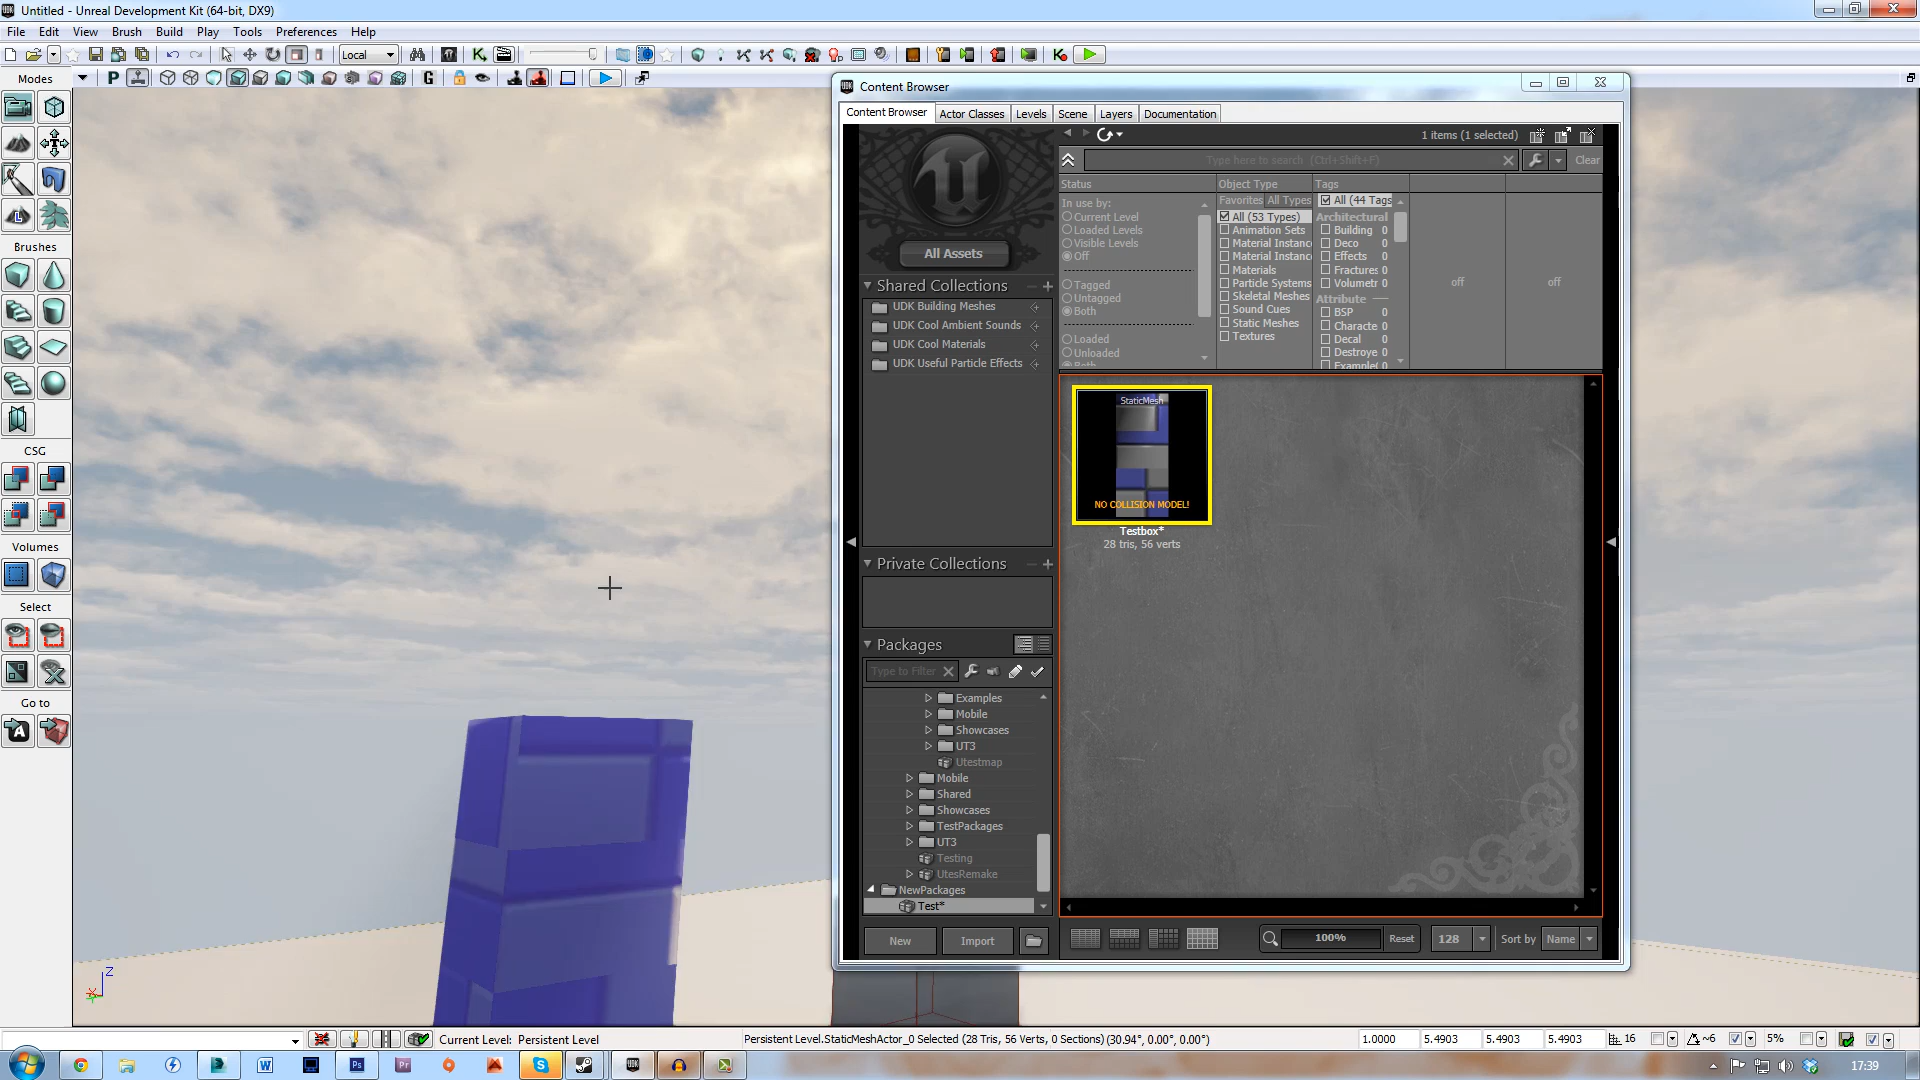 Untitled - Unreal Development Kit (64-bit, DX9)
File Edit View Brush Build Play Tools Preferences Help
Local
Modes
P
G
Brushes
CSG
Volumes
Select
Go to
Content Browser
Content Browser Actor Classes Levels Scene Layers Documentation
1 items (1 selected)
Type here to search (Ctrl+Shift+F)
Clear
All Assets
Shared Collections
UDK Building Meshes
UDK Cool Ambient Sounds
UDK Cool Materials
UDK Useful Particle Effects
Private Collections
Packages
Type to Filter
Examples
Mobile
Showcases
UT3
Utestmap
Mobile
Shared
Showcases
TestPackages
UT3
Testing
UtesRemake
NewPackages
Test*
New Import
Status
In use by:
Current Level
Loaded Levels
Visible Levels
Off
Tagged
Untagged
Both
Loaded
Unloaded
Both
Object Type
Favorites All Types
All (53 Types)
Animation Sets
Material Instanc
Material Instanc
Materials
Particle Systems
Skeletal Meshes
Sound Cues
Static Meshes
Textures
Tags
All (44 Tags
Architectural
Building 0
Deco 0
Effects 0
Fractures 0
Volumetr 0
Attribute
BSP 0
Characte 0
Decal 0
Destroye 0
Example( 0
off
off
StaticMesh
NO COLLISION MODEL!
Testbox*
28 tris, 56 verts
100% Reset 128 Sort by Name
Z
X
Current Level: Persistent Level
Persistent Level.StaticMeshActor_0 Selected (28 Tris, 56 Verts, 0 Sections) (30.94°, 0.00°, 0.00°)
1.0000 5.4903 5.4903 5.4903 16 ~6 5%
17:39